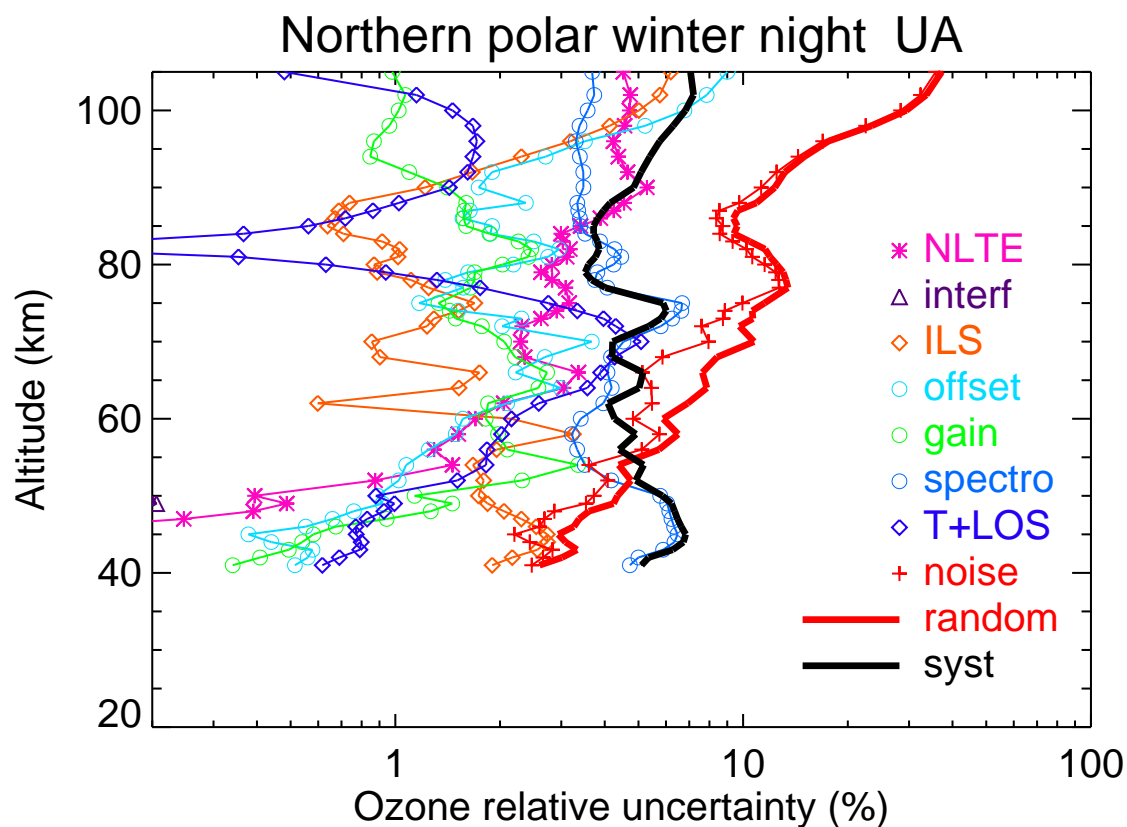 Northern polar winter night UA
Altitude (km)
100
80
60
40
20
NLTE
interf
ILS
offset
gain
spectro
T+LOS
noise
random
syst
1
10
100
Ozone relative uncertainty (%)